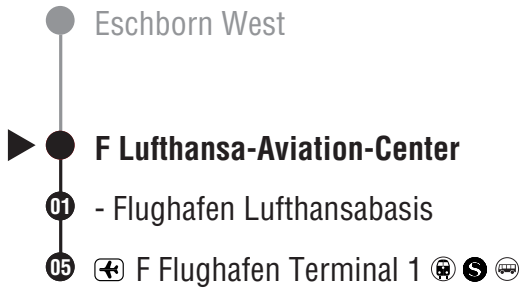 Eschborn West
F Lufthansa-Aviation-Center
01 - Flughafen Lufthansabasis
05 F Flughafen Terminal 1 S